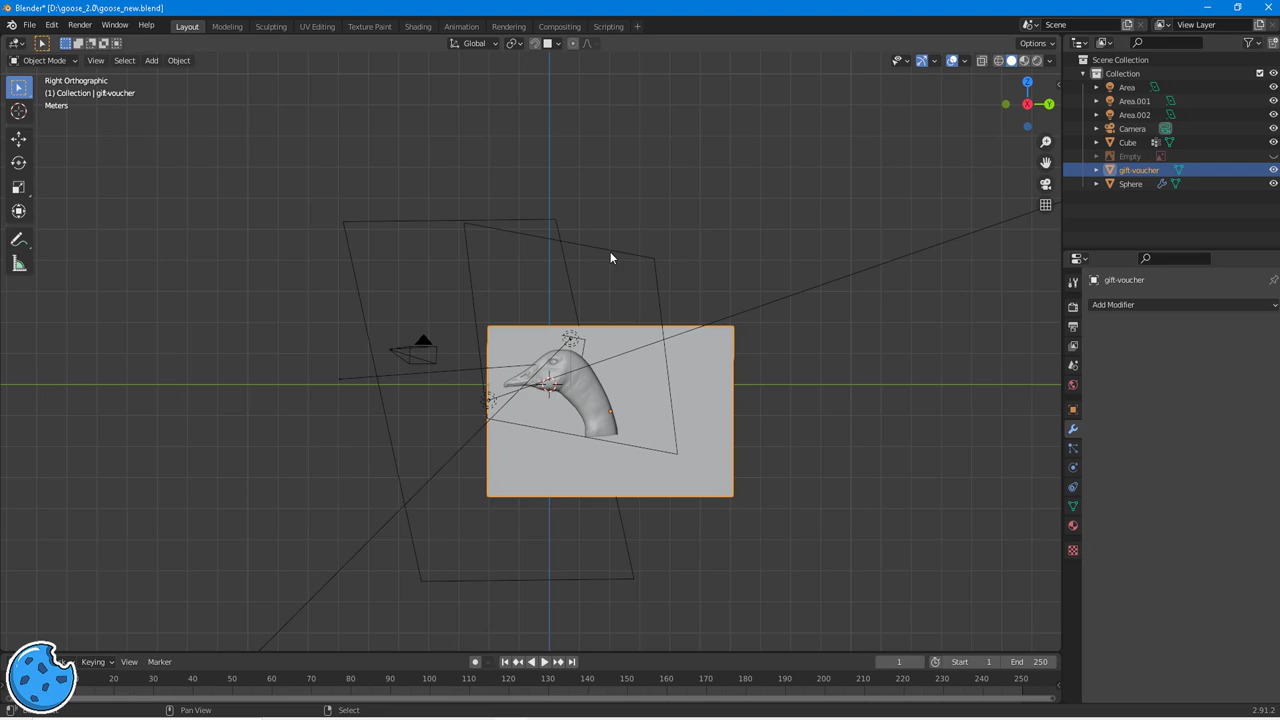 Blender* [D:\goose_2.0\goose_new.blend]
File Edit Render Window Help Layout Modeling Sculpting UV Editing Texture Paint Shading Animation Rendering Compositing Scripting + Scene View Layer
Global Options
Object Mode View Select Add Object
Right Orthographic
(1) Collection | gift-voucher
Meters
Z
X
Y
Scene Collection
Collection
Area
Area.001
Area.002
Camera
Cube
Empty
gift-voucher
Sphere
gift-voucher
Add Modifier
Keying View Marker 1 Start 1 End 250
20 30 40 50 60 70 80 90 100 110 120 130 140 150 160 170 180 190 200 210 220 230 240 250
Pan View Select 2.91.2